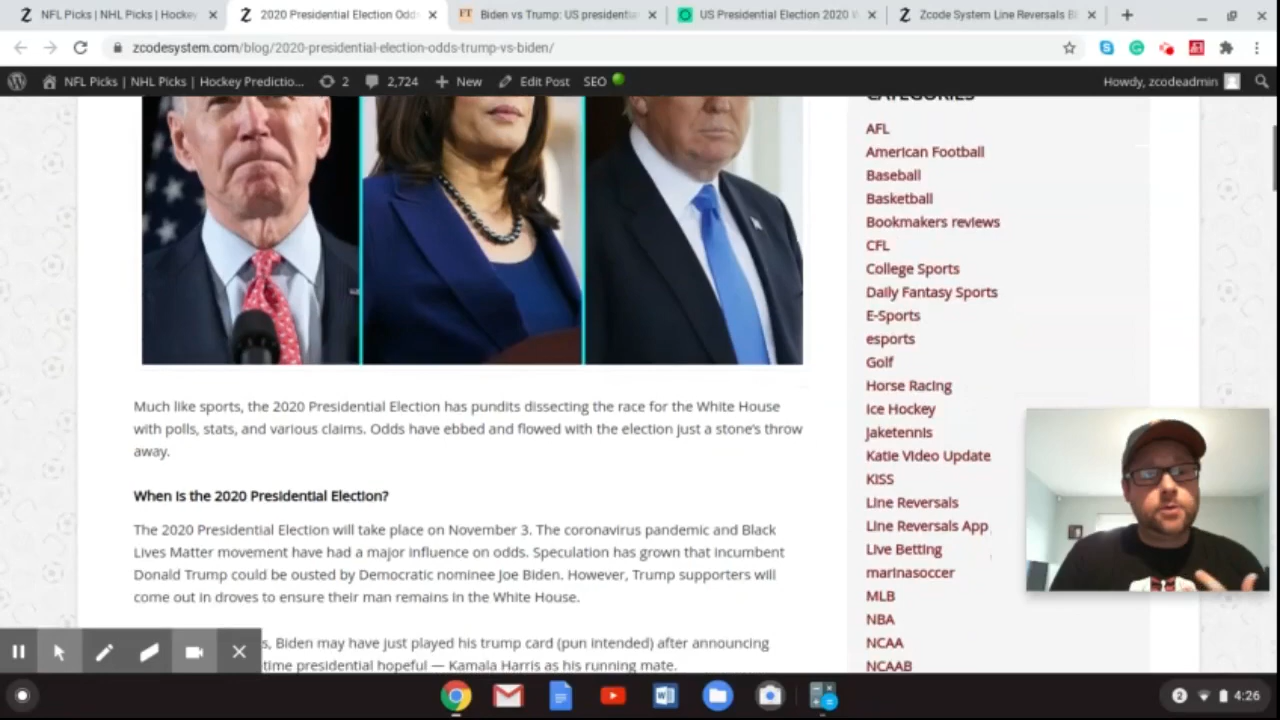 NFL Picks | NHL Picks | Hockey
2020 Presidential Election Odd
Biden vs Trump: US presidentia
US Presidential Election 2020
Zcode System Line Reversals
zcodesystem.com/blog/2020-presidential-election-odds-trump-vs-biden/
NFL Picks | NHL Picks | Hockey Predictio... 2 2,724 New Edit Post SEO Howdy, zcodeadmin
CATEGORIES
AFL
American Football
Baseball
Basketball
Bookmakers reviews
CFL
College Sports
Daily Fantasy Sports
E-Sports
esports
Golf
Horse Racing
Ice Hockey
Jaketennis
Katie Video Update
KISS
Line Reversals
Line Reversals App
Live Betting
marinasoccer
MLB
NBA
NCAA
NCAAB
Much like sports, the 2020 Presidential Election has pundits dissecting the race for the White House
with polls, stats, and various claims. Odds have ebbed and flowed with the election just a stone's throw
away.
When is the 2020 Presidential Election?
The 2020 Presidential Election will take place on November 3. The coronavirus pandemic and Black
Lives Matter movement have had a major influence on odds. Speculation has grown that incumbent
Donald Trump could be ousted by Democratic nominee Joe Biden. However, Trump supporters will
come out in droves to ensure their man remains in the White House.
s, Biden may have just played his trump card (pun intended) after announcing
time presidential hopeful — Kamala Harris as his running mate.
2 4:26